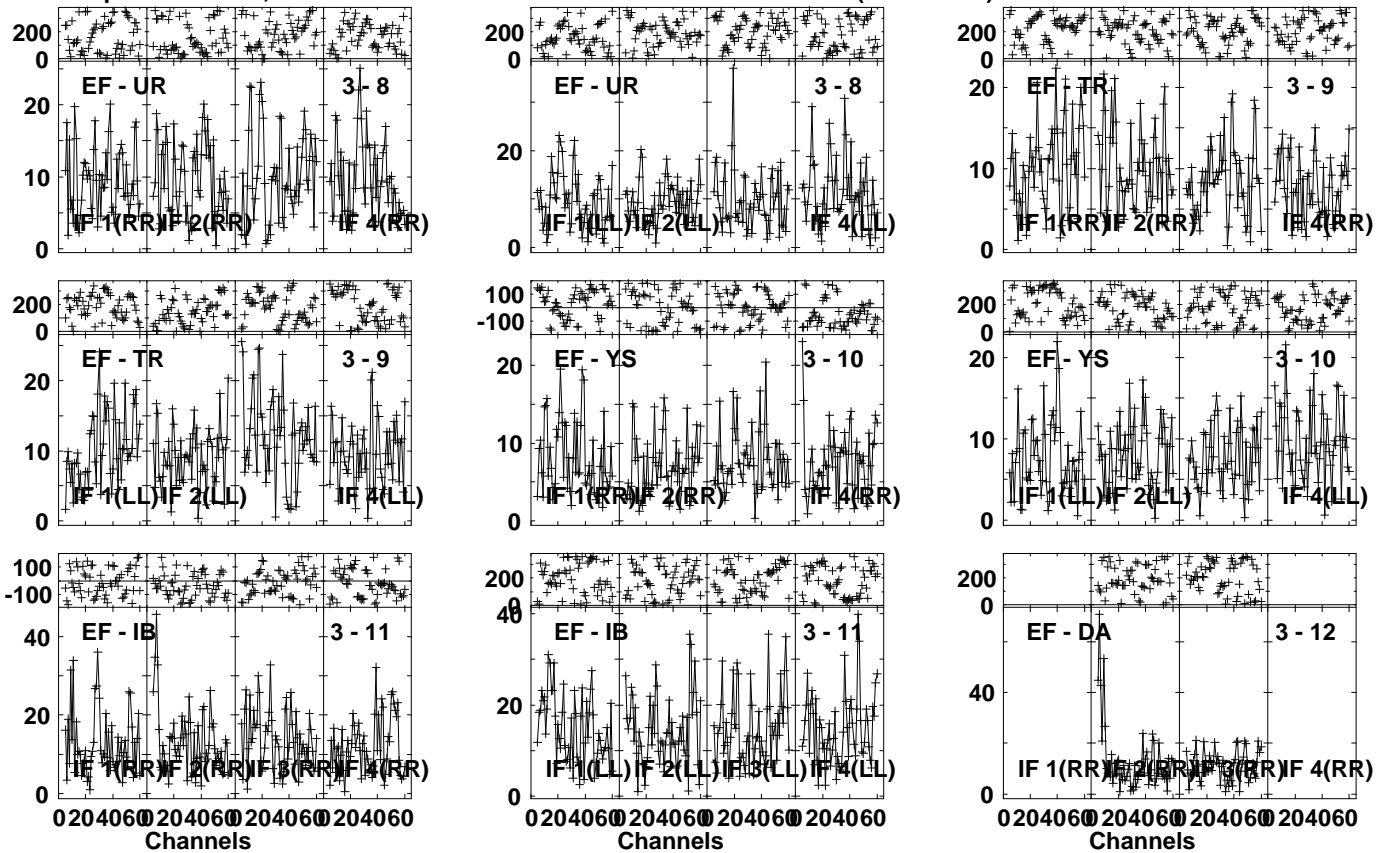 200
0
200
0
200
0
EF - UR 3 - 8
20
10
0
IF 1(RR) IF 2(RR) IF 4(RR)
EF - UR 3 - 8
20
0
IF 1(LL) IF 2(LL) IF 4(LL)
EF - TR 3 - 9
20
10
0
IF 1(RR) IF 2(RR) IF 4(RR)
200
0
100
-100
200
0
EF - TR 3 - 9
20
10
0
IF 1(LL) IF 2(LL) IF 4(LL)
EF - YS 3 - 10
20
10
0
IF 1(RR) IF 2(RR) IF 4(RR)
EF - YS 3 - 10
20
10
0
IF 1(LL) IF 2(LL) IF 4(LL)
100
-100
200
0
200
0
EF - IB 3 - 11
40
20
0
IF 1(RR) IF 2(RR) IF 3(RR) IF 4(RR)
0 20 40 60 0 20 40 60 0 20 40 60 0 20 40 60
Channels
EF - IB 3 - 11
40
20
0
IF 1(LL) IF 2(LL) IF 3(LL) IF 4(LL)
0 20 40 60 0 20 40 60 0 20 40 60 0 20 40 60
Channels
EF - DA 3 - 12
40
0
IF 1(RR) IF 2(RR) IF 3(RR) IF 4(RR)
0 20 40 60 0 20 40 60 0 20 40 60 0 20 40 60
Channels